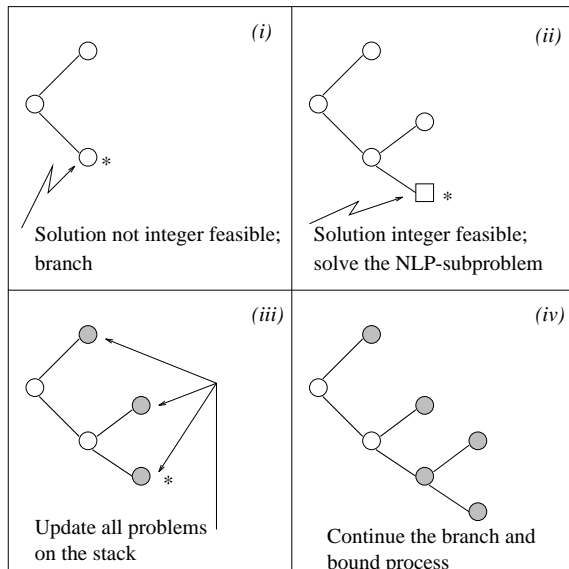 (i)
*
Solution not integer feasible;
branch
(ii)
*
Solution integer feasible;
solve the NLP-subproblem
(iii)
*
Update all problems
on the stack
(iv)
Continue the branch and
bound process